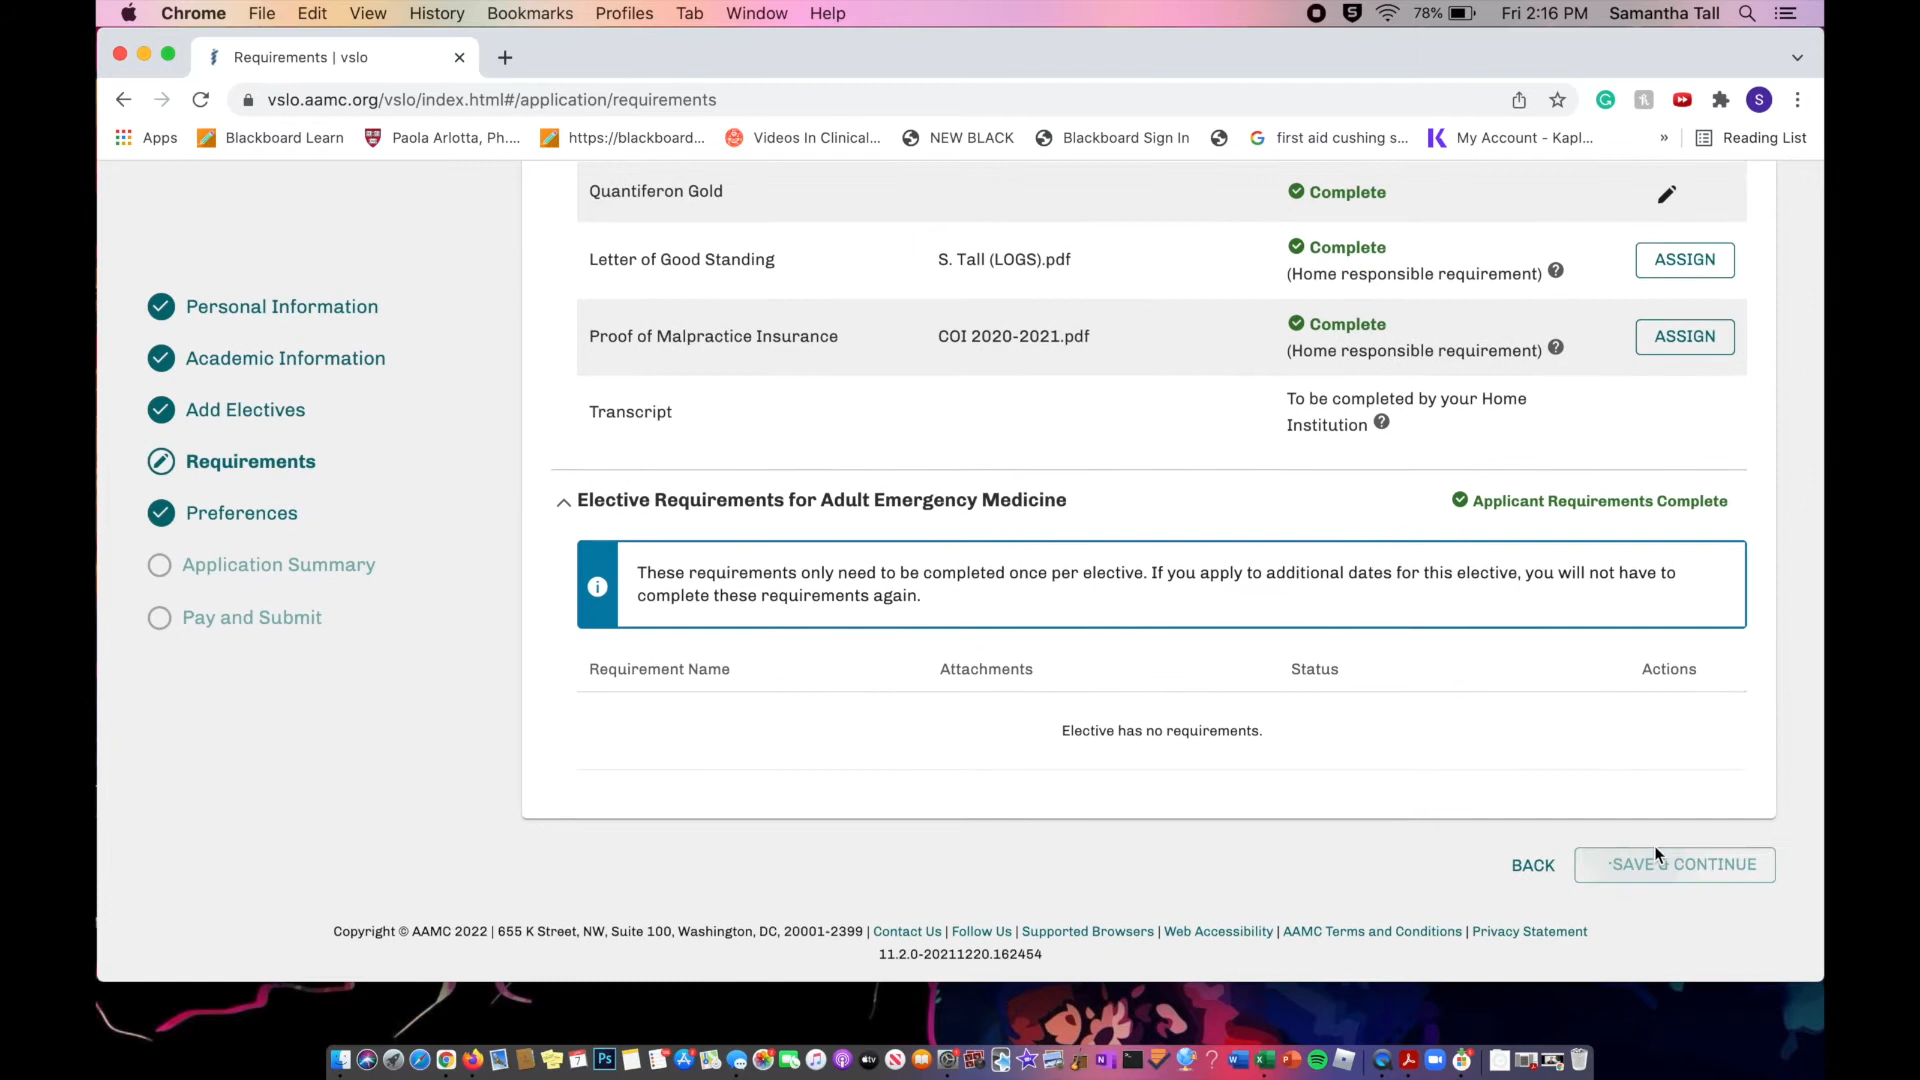 Chrome File Edit View History Bookmarks Profiles Tab Window Help 78% Fri 2:16 PM Samantha Tall
Requirements | vslo
vslo.aamc.org/vslo/index.html#/application/requirements
Apps Blackboard Learn Paola Arlotta, Ph.... https://blackboard... Videos In Clinical... NEW BLACK Blackboard Sign In first aid cushing s... My Account - Kapl... » Reading List
Quantiferon Gold Complete
Letter of Good Standing S. Tall (LOGS).pdf Complete
(Home responsible requirement) ASSIGN
Proof of Malpractice Insurance COI 2020-2021.pdf Complete
(Home responsible requirement) ASSIGN
Transcript To be completed by your Home
Institution
Personal Information
Academic Information
Add Electives
Requirements
Preferences
Application Summary
Pay and Submit
Elective Requirements for Adult Emergency Medicine Applicant Requirements Complete
These requirements only need to be completed once per elective. If you apply to additional dates for this elective, you will not have to
complete these requirements again.
Requirement Name Attachments Status Actions
Elective has no requirements.
BACK SAVE & CONTINUE
Copyright © AAMC 2022 | 655 K Street, NW, Suite 100, Washington, DC, 20001-2399 | Contact Us | Follow Us | Supported Browsers | Web Accessibility | AAMC Terms and Conditions | Privacy Statement
11.2.0-20211220.162454